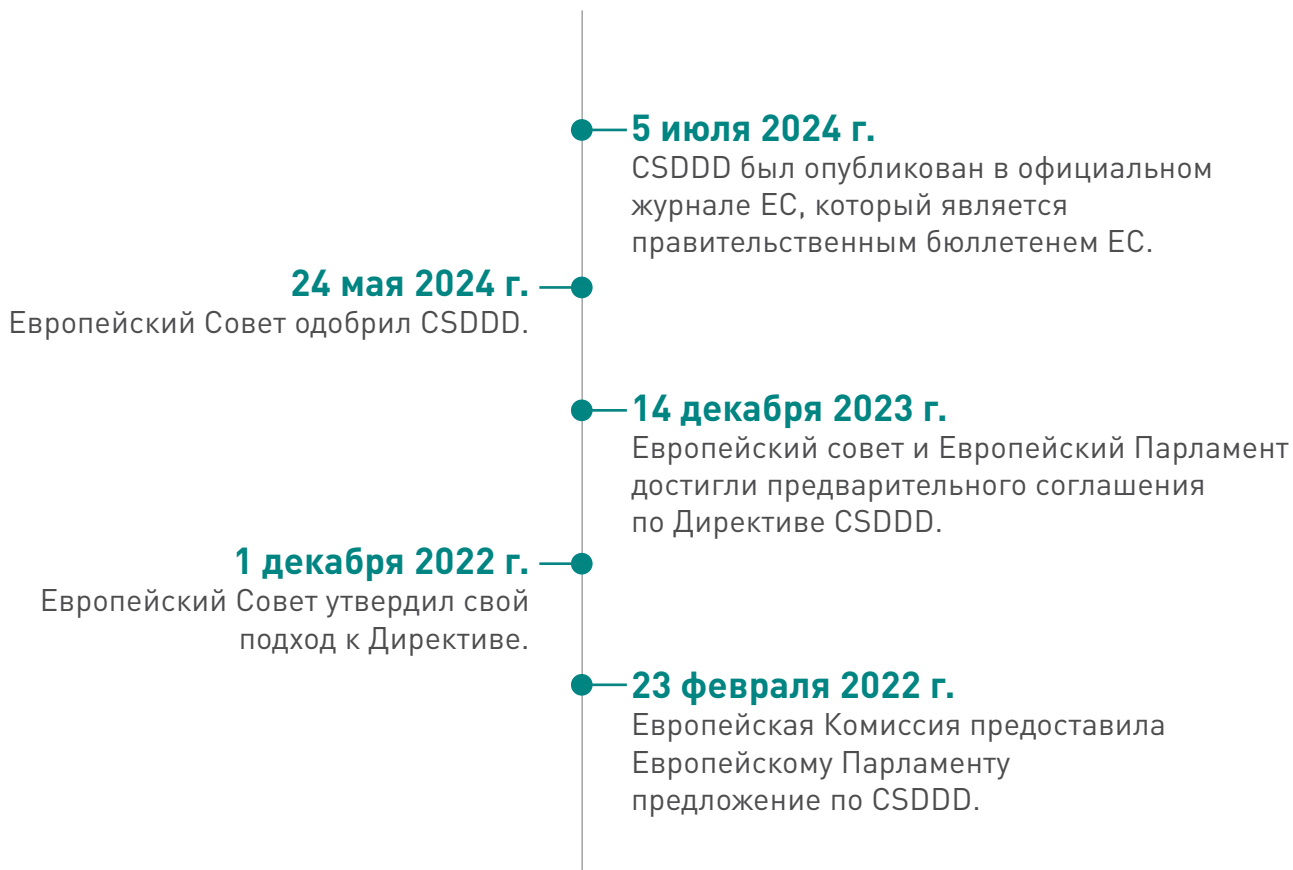 5 июля 2024 г.
CSDDD был опубликован в официальном
журнале ЕС, который является
правительственным бюллетенем ЕС.
24 мая 2024 г.
Европейский Совет одобрил CSDDD.
14 декабря 2023 г.
Европейский совет и Европейский Парламент
достигли предварительного соглашения
по Директиве CSDDD.
1 декабря 2022 г.
Европейский Совет утвердил свой
подход к Директиве.
23 февраля 2022 г.
Европейская Комиссия предоставила
Европейскому Парламенту
предложение по CSDDD.